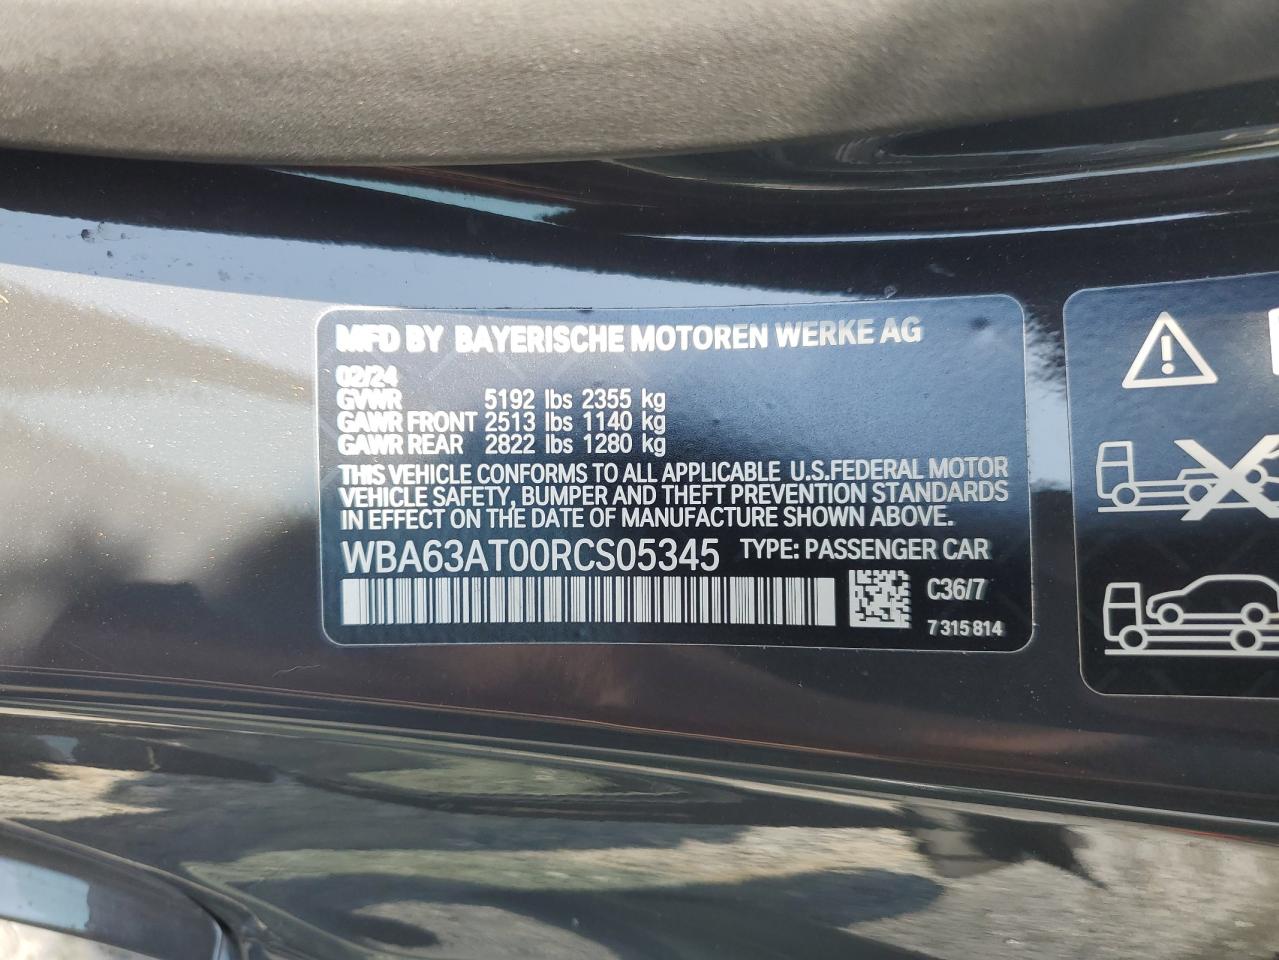 MFD BY BAYERISCHE MOTOREN WERKE AG
02/24
GVWR 5192 lbs 2355 kg
GAWR FRONT 2513 lbs 1140 kg
GAWR REAR 2822 lbs 1280 kg
THIS VEHICLE CONFORMS TO ALL APPLICABLE U.S.FEDERAL MOTOR
VEHICLE SAFETY, BUMPER AND THEFT PREVENTION STANDARDS
IN EFFECT ON THE DATE OF MANUFACTURE SHOWN ABOVE.
WBA63AT00RCS05345 TYPE: PASSENGER CAR
C36/7
7 315 814